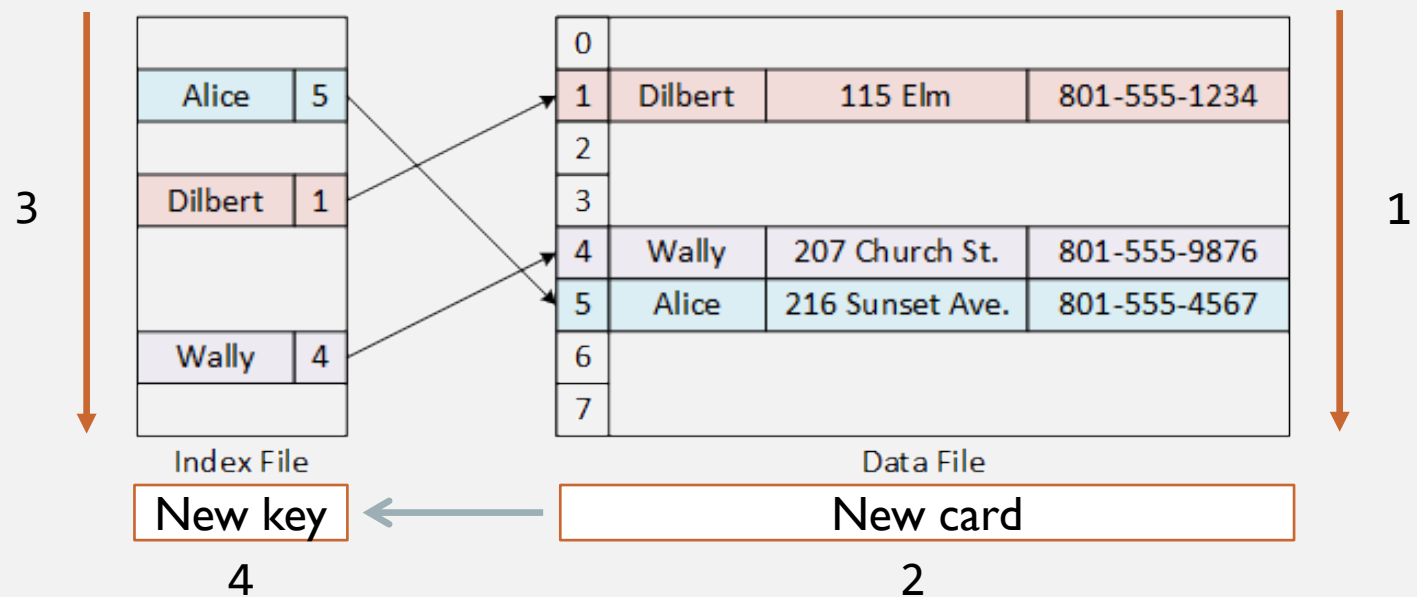 0
Alice 5 1 Dilbert 115 Elm 801-555-1234
2
3 Dilbert 1 3 1
4 Wally 207 Church St. 801-555-9876
5 Alice 216 Sunset Ave. 801-555-4567
Wally 4 6
7
Index File Data File
New key New card
4 2